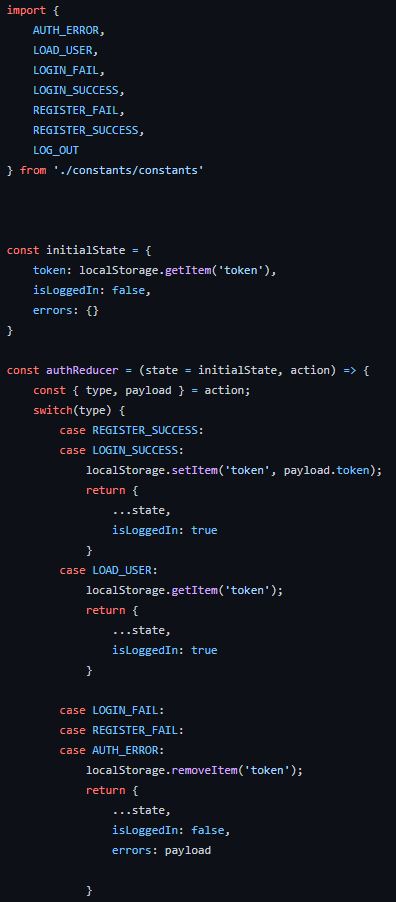 import {
    AUTH_ERROR,
    LOAD_USER,
    LOGIN_FAIL,
    LOGIN_SUCCESS,
    REGISTER_FAIL,
    REGISTER_SUCCESS,
    LOG_OUT
} from './constants/constants'
const initialState = {
    token: localStorage.getItem('token'),
    isLoggedIn: false,
    errors: {}
}
const authReducer = (state = initialState, action) => {
    const { type, payload } = action;
    switch(type) {
        case REGISTER_SUCCESS:
        case LOGIN_SUCCESS:
            localStorage.setItem('token', payload.token);
            return {
                ...state,
                isLoggedIn: true
            }
        case LOAD_USER:
            localStorage.getItem('token');
            return {
                ...state,
                isLoggedIn: true
            }
        case LOGIN_FAIL:
        case REGISTER_FAIL:
        case AUTH_ERROR:
            localStorage.removeItem('token');
            return {
                ...state,
                isLoggedIn: false,
                errors: payload
            }